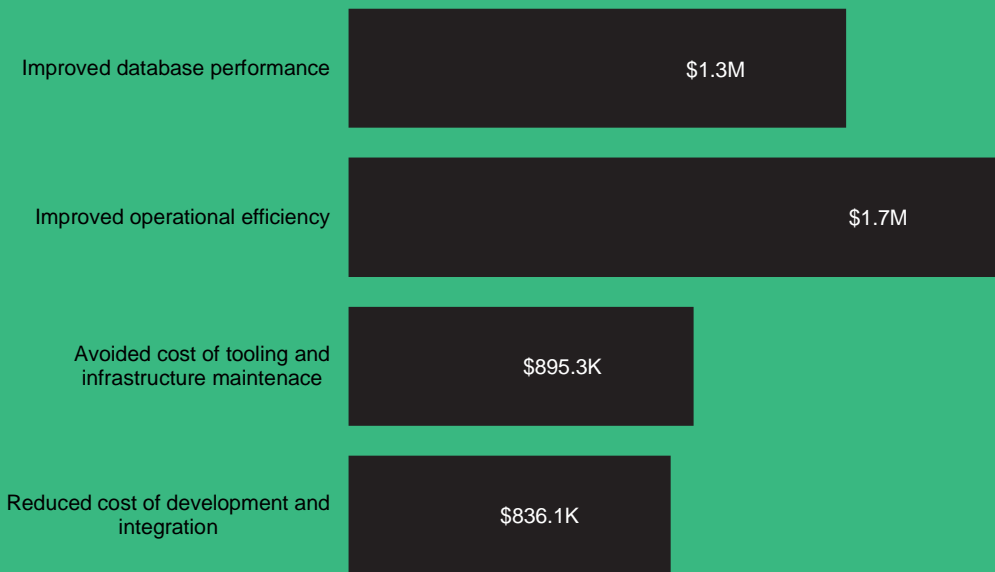 Improved database performance
$1.3M
Improved operational efficiency
$1.7M
Avoided cost of tooling and
infrastructure maintenace
$895.3K
Reduced cost of development and
integration
$836.1K